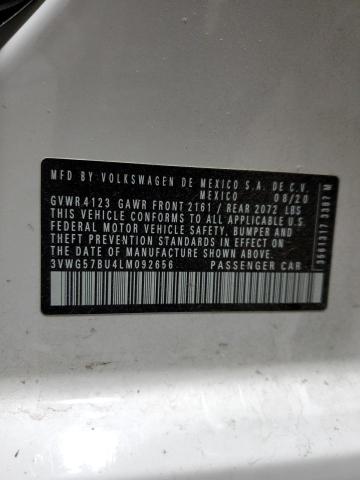 MFD BY VOLKSWAGEN DE MEXICO S.A. DE C.V.
MEXICO 08/20
GVWR.4123 GAWR FRONT 2161 / REAR 2072 LBS
THIS VEHICLE CONFORMS TO ALL APPLICABLE U.S.
FEDERAL MOTOR VEHICLE SAFETY, BUMPER AND
THEFT PREVENTION STANDARDS IN EFFECT ON THE
DATE OF MANUFACTURE SHOWN ABOVE.
3VWG57BU4LM092656 PASSENGER CAR